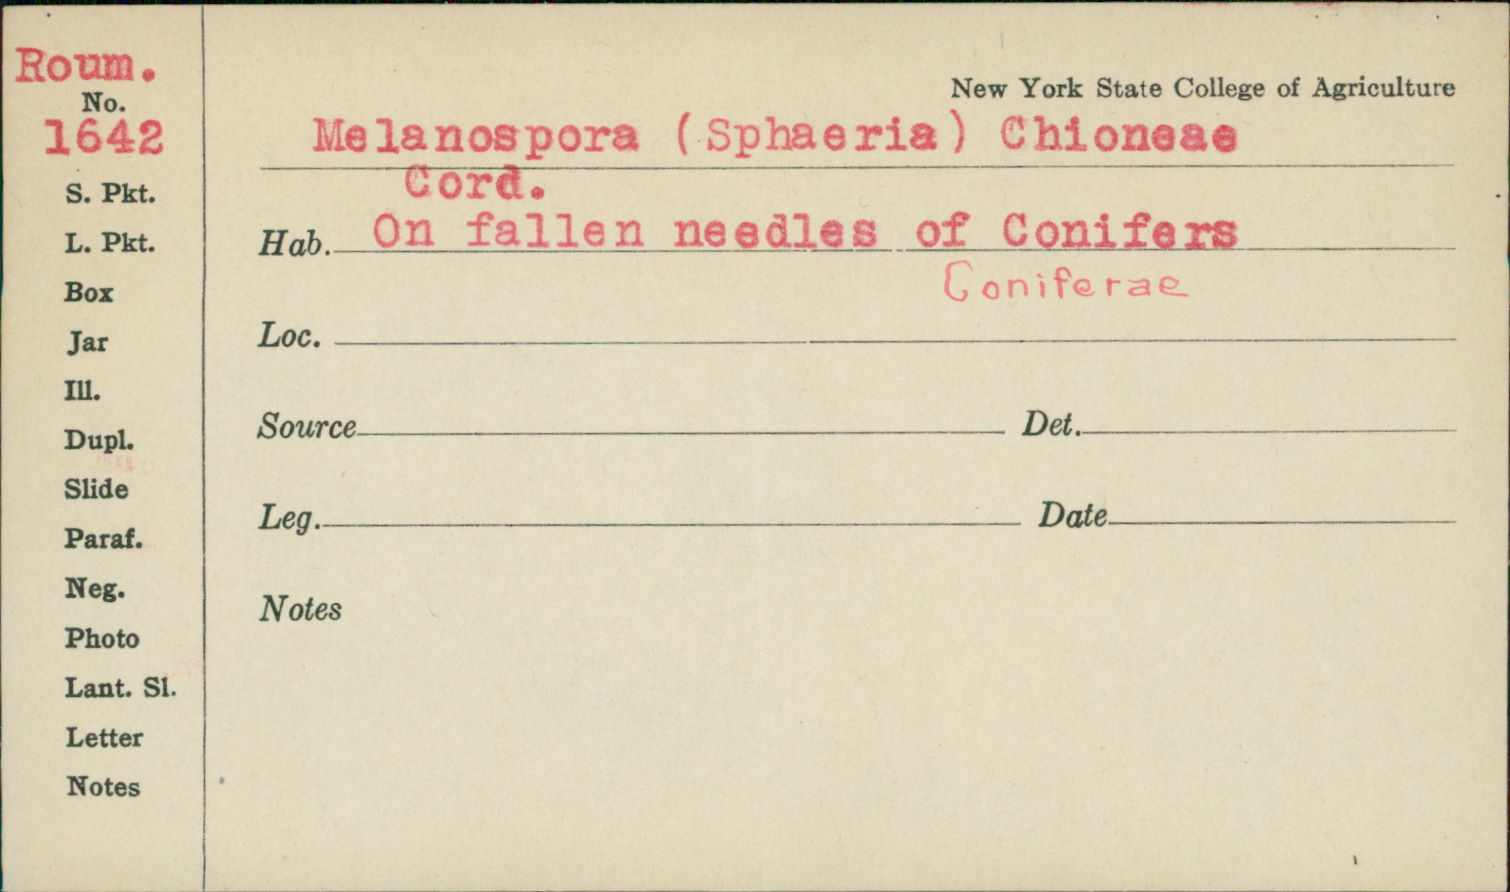 Roum.
No.
1642
S. Pkt.
L. Pkt.
Box
Jar
Ill.
Dupl.
Slide
Paraf.
Neg.
Photo
Lant. Sl.
Letter
Notes
New York State College of Agriculture
Melanospora (Sphaeria) Chioneae
Cord.
Hab. On fallen needles of Conifers
Coniferae
Loc.
Source Det.
Leg. Date
Notes